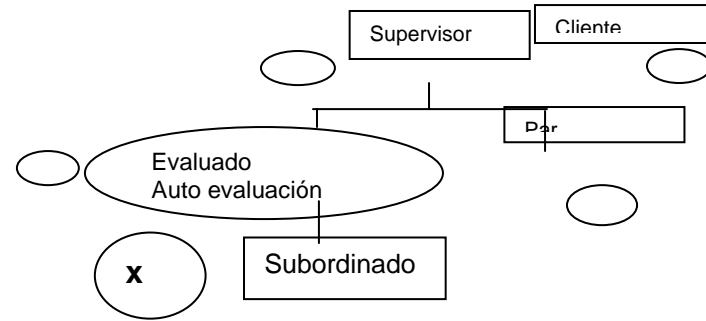 Supervisor
Cliente
Par
Evaluado
Auto evaluación
Subordinado
x